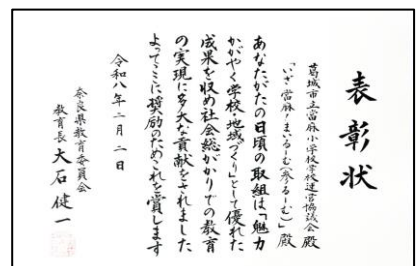 表彰状
葛城市立當麻小学校学校運営協議会 殿
「いざ當麻!まいるーむ(参るーむ)」殿
あなたがたの日頃の取組は「魅力
かがやく学校・地域づくり」として優れた
成果を収め社会総がかりでの教育
の実現に多大な貢献をされました
よってここに奨励のためこれを賞します
令和八年二月二日
奈良県教育委員会
教育長 大石健一